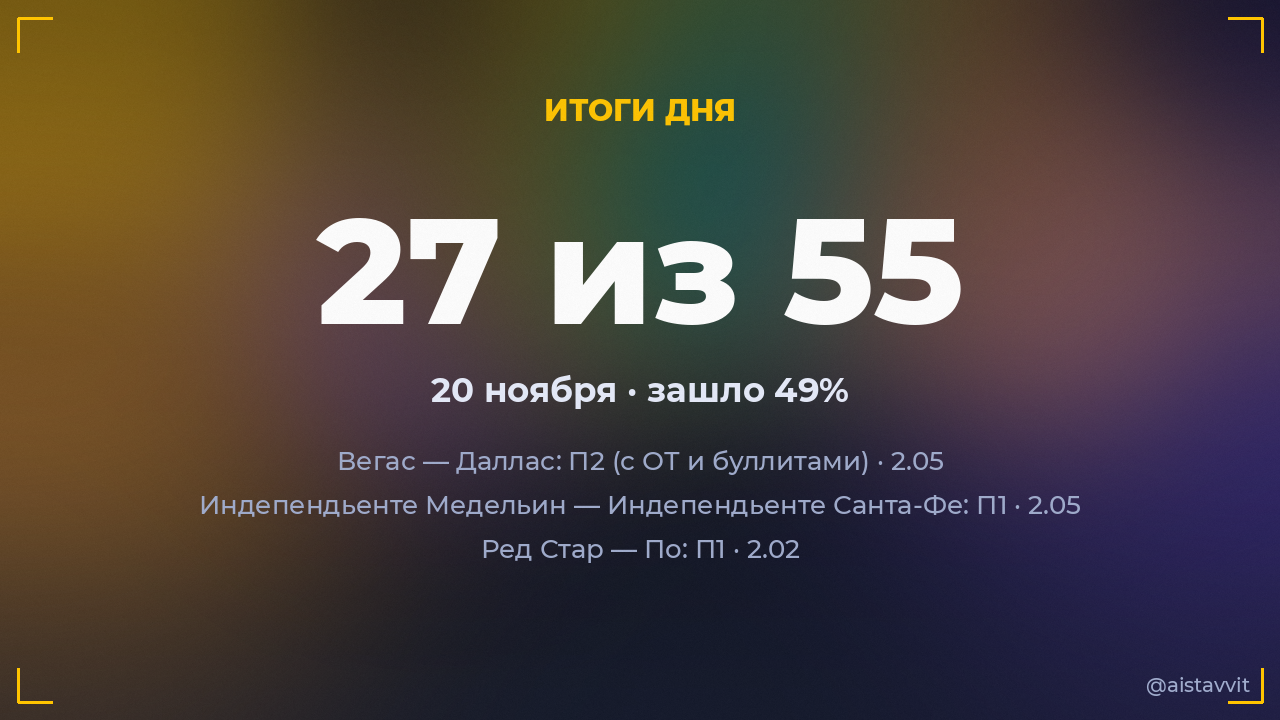 ИТОГИ ДНЯ
27 из 55
20 ноября · зашло 49%
Вегас — Даллас: П2 (с ОТ и буллитами) · 2.05
Индепендьенте Медельин — Индепендьенте Санта-Фе: П1 · 2.05
Ред Стар — По: П1 · 2.02
@aistavvit